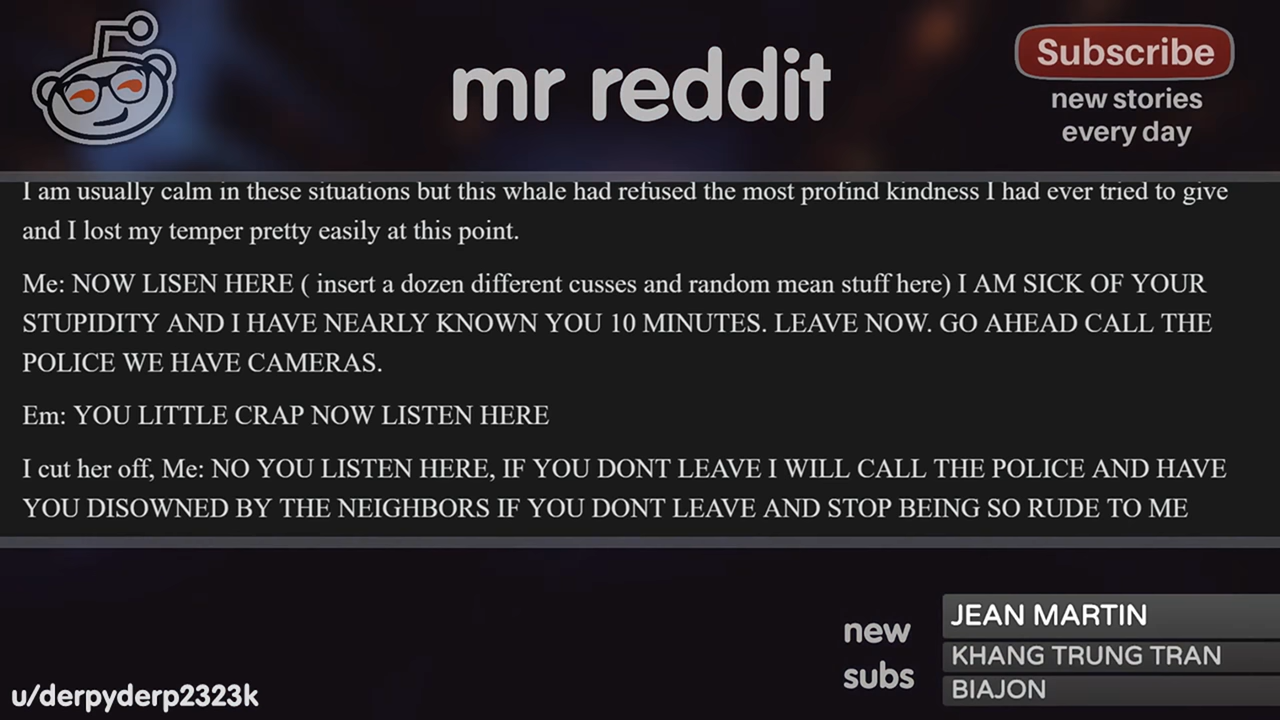 mr reddit
Subscribe
new stories
every day
I am usually calm in these situations but this whale had refused the most profind kindness I had ever tried to give
and I lost my temper pretty easily at this point.
Me: NOW LISEN HERE ( insert a dozen different cusses and random mean stuff here) I AM SICK OF YOUR
STUPIDITY AND I HAVE NEARLY KNOWN YOU 10 MINUTES. LEAVE NOW. GO AHEAD CALL THE
POLICE WE HAVE CAMERAS.
Em: YOU LITTLE CRAP NOW LISTEN HERE
I cut her off, Me: NO YOU LISTEN HERE, IF YOU DONT LEAVE I WILL CALL THE POLICE AND HAVE
YOU DISOWNED BY THE NEIGHBORS IF YOU DONT LEAVE AND STOP BEING SO RUDE TO ME
new
subs
JEAN MARTIN
KHANG TRUNG TRAN
BIAJON
u/derpyderp2323k